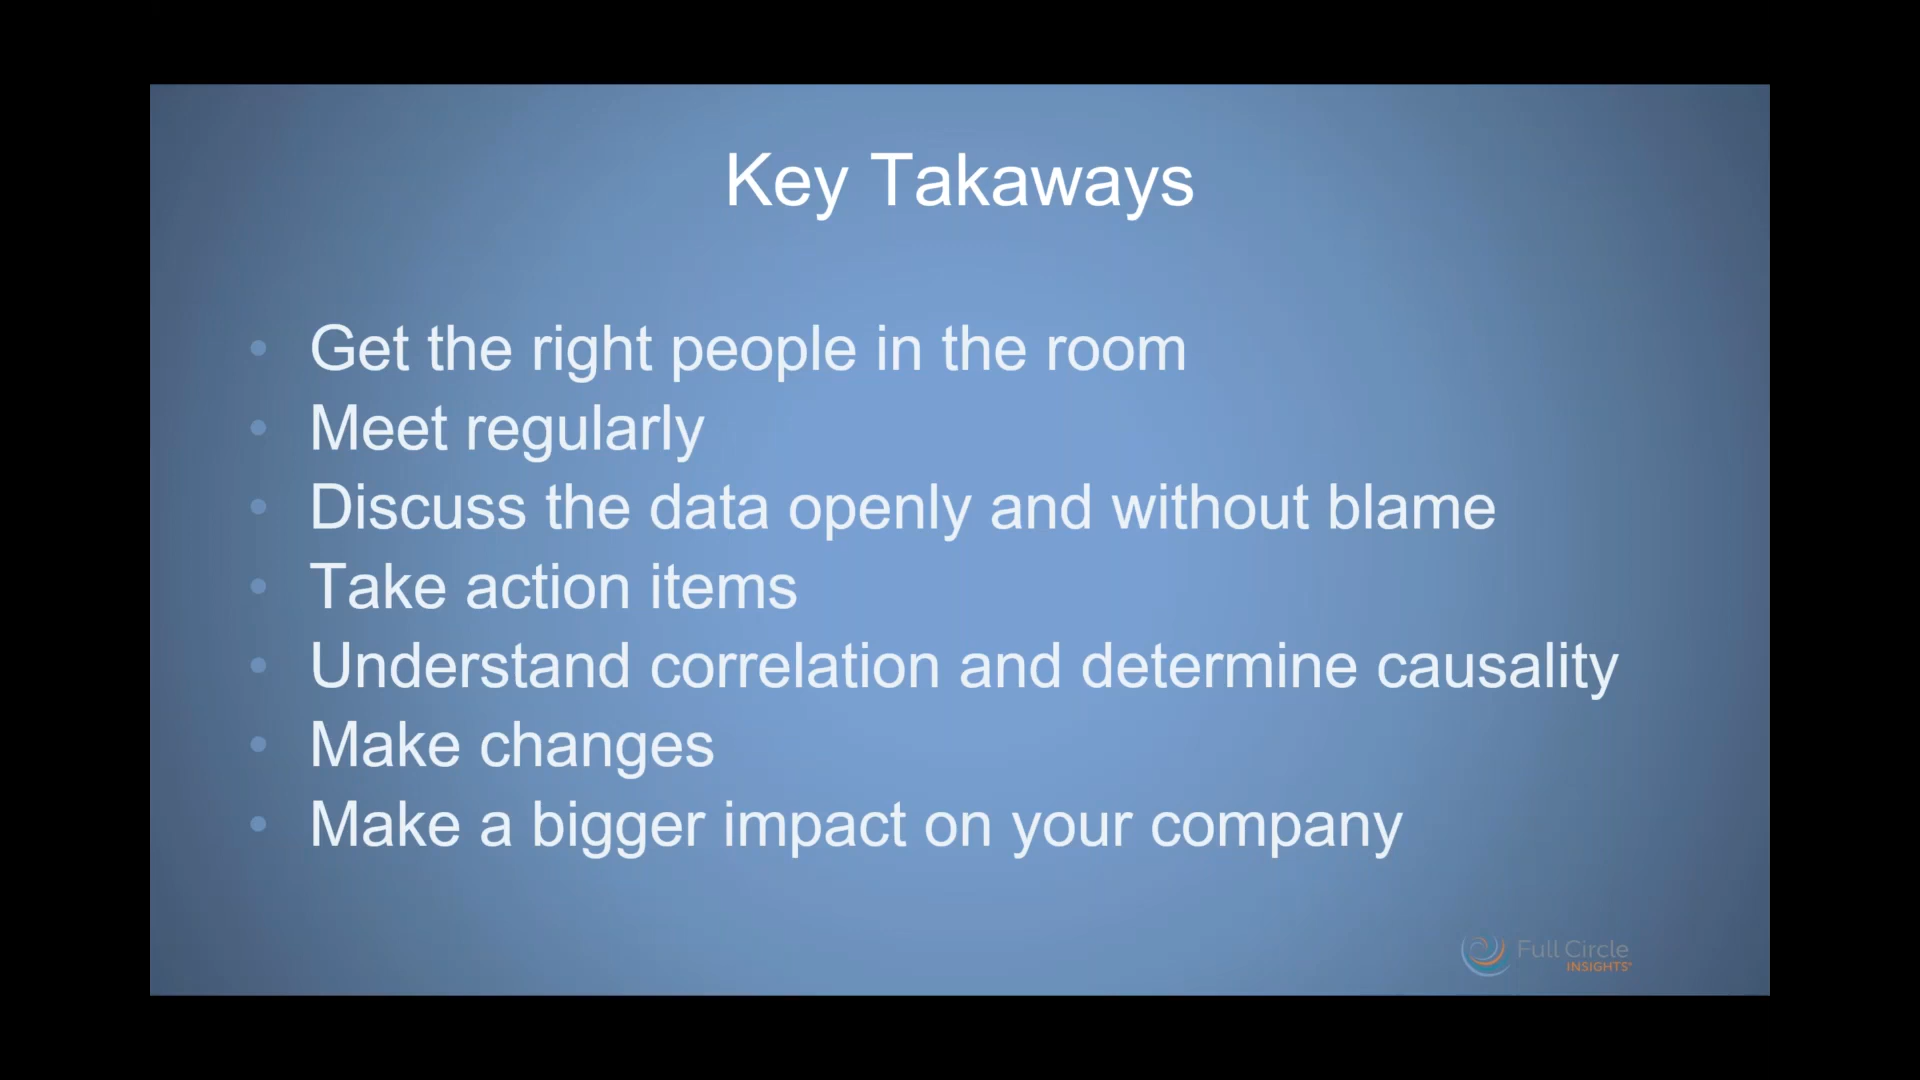 Key Takaways
• Get the right people in the room
• Meet regularly
• Discuss the data openly and without blame
• Take action items
• Understand correlation and determine causality
• Make changes
• Make a bigger impact on your company
Full Circle
INSIGHTS